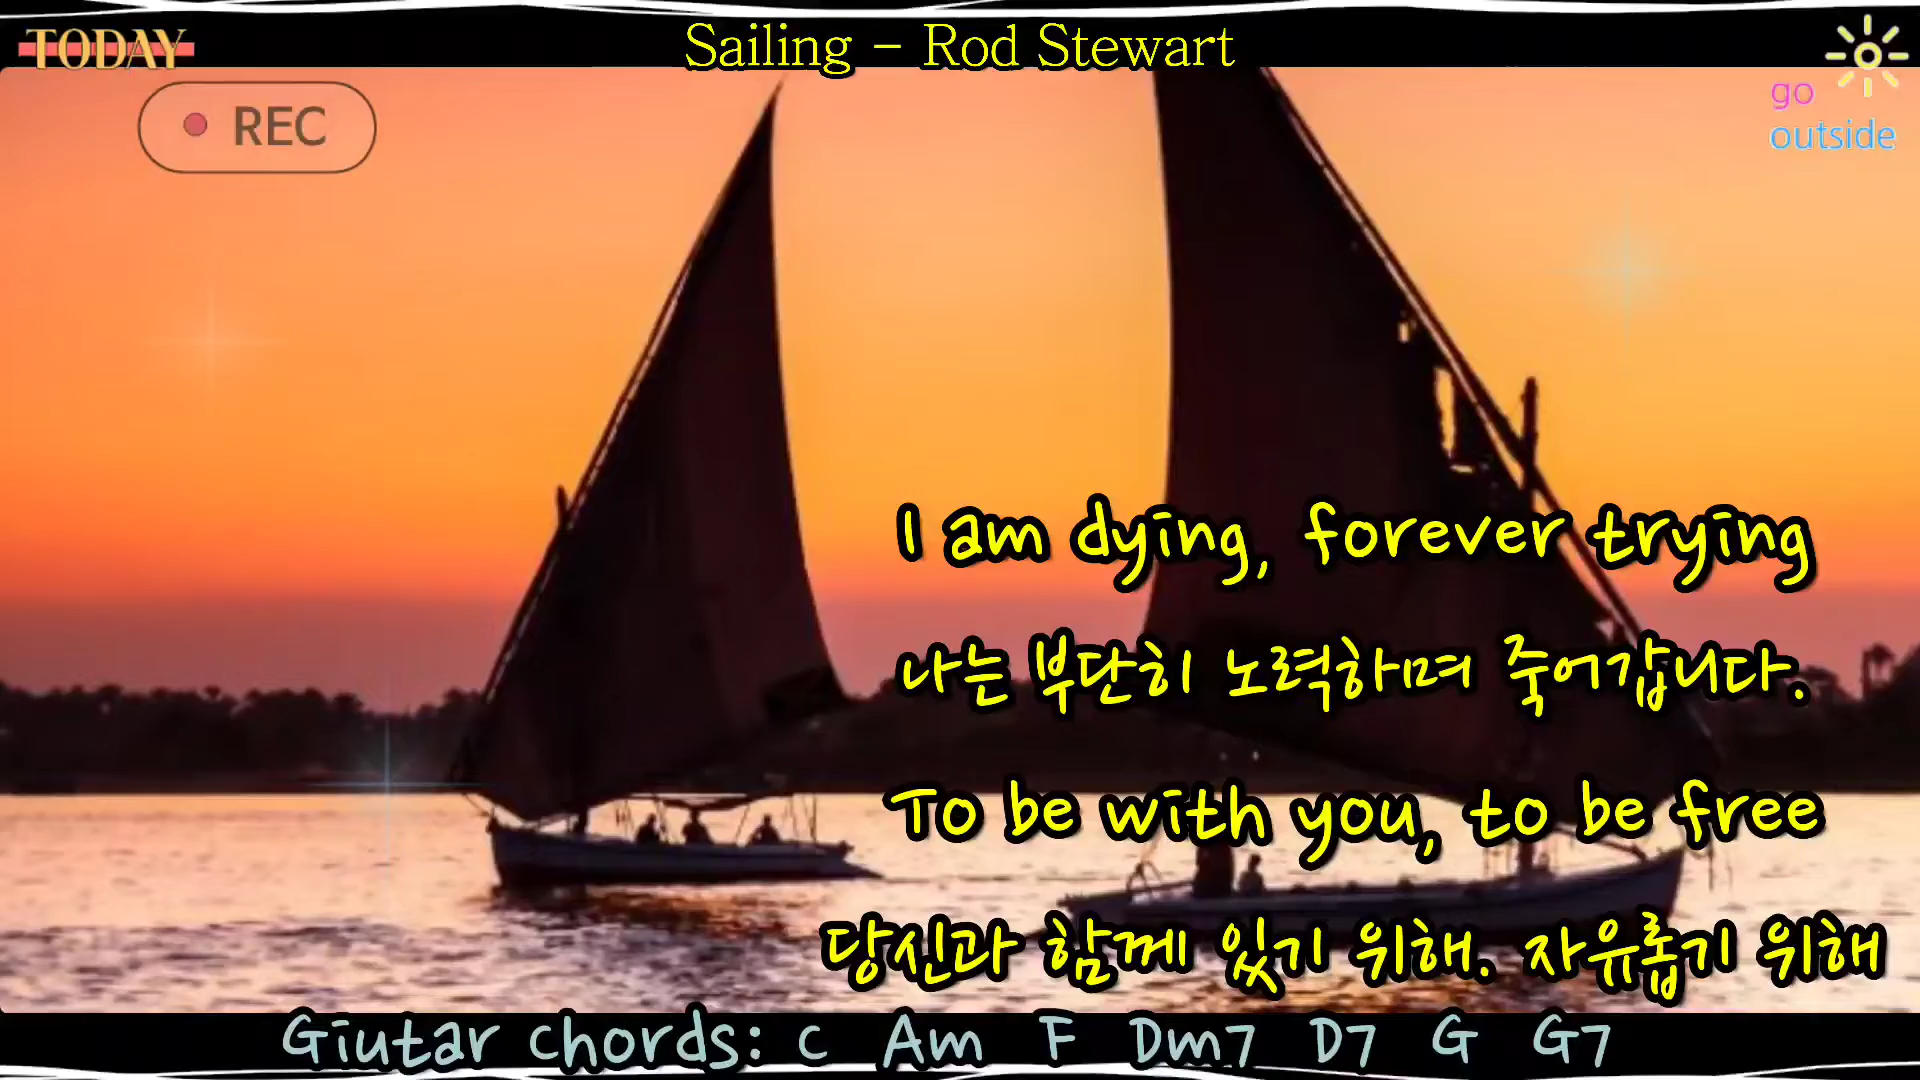 TODAY
Sailing - Rod Stewart
go
outside
REC
I am dying, forever trying
나는 부단히 노력하며 죽어갑니다.
To be with you, to be free
당신과 함께 있기 위해. 자유롭기 위해
Giutar chords: C Am F Dm7 D7 G G7